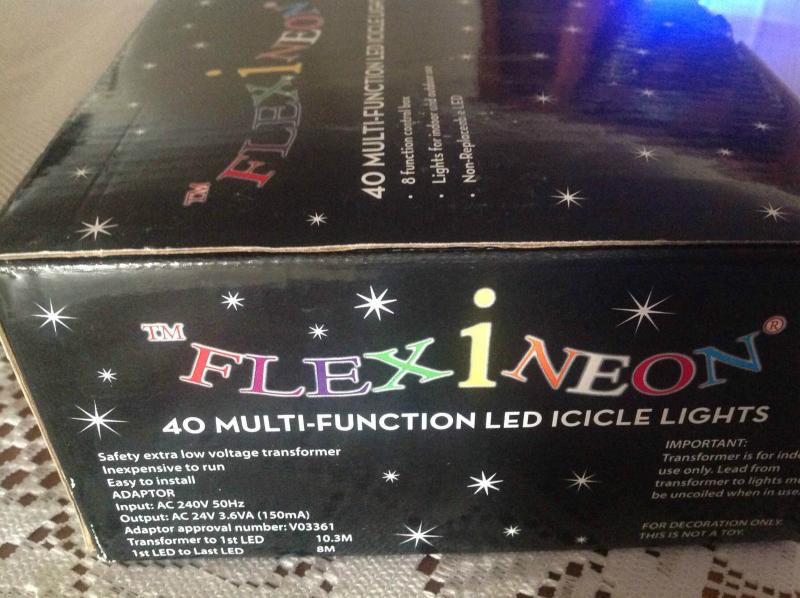 ™ FLEXiNEON
40 MULTI-FUNCTION LED ICICLE LIGHT
• 8 function control box
• Lights for indoor and outdoor use
• Non-Replaceable LED
™ FLEXiNEON ®
40 MULTI-FUNCTION LED ICICLE LIGHTS
Safety extra low voltage transformer
Inexpensive to run
Easy to install
ADAPTOR
Input: AC 240V 50Hz
Output: AC 24V 3.6VA (150mA)
Adaptor approval number: V03361
Transformer to 1st LED 10.3M
1st LED to Last LED 8M
IMPORTANT:
Transformer is for
use only. Lead from
transformer to lights
be uncoiled when in use
FOR DECORATION ONLY.
THIS IS NOT A TOY.